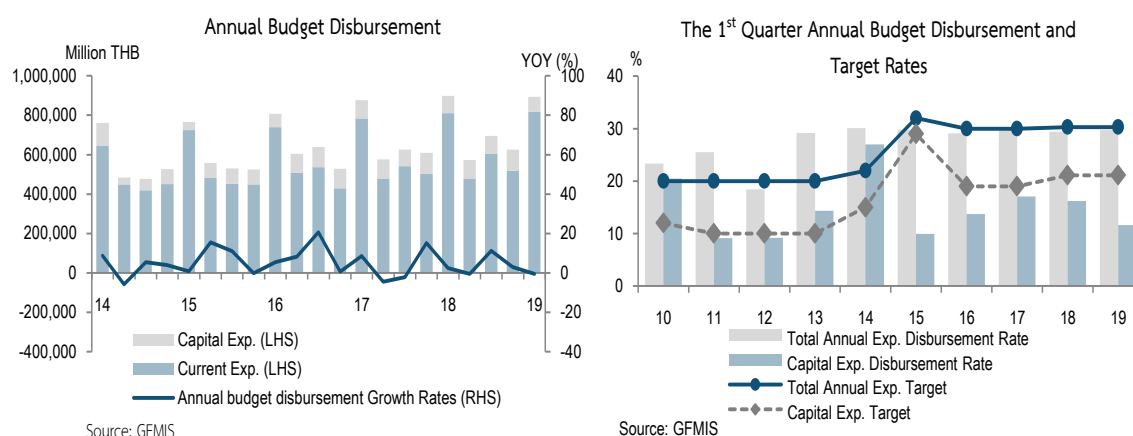 Annual Budget Disbursement
Million THB
YOY (%)
1,000,000
800,000
600,000
400,000
200,000
0
-200,000
-400,000
100
80
60
40
20
0
-20
-40
14 15 16 17 18 19
Capital Exp. (LHS)
Current Exp. (LHS)
Annual budget disbursement Growth Rates (RHS)
Source: GFMIS
The 1st Quarter Annual Budget Disbursement and
Target Rates
%
40
30
20
10
0
10 11 12 13 14 15 16 17 18 19
Total Annual Exp. Disbursement Rate
Capital Exp. Disbursement Rate
Total Annual Exp. Target
Capital Exp. Target
Source: GFMIS